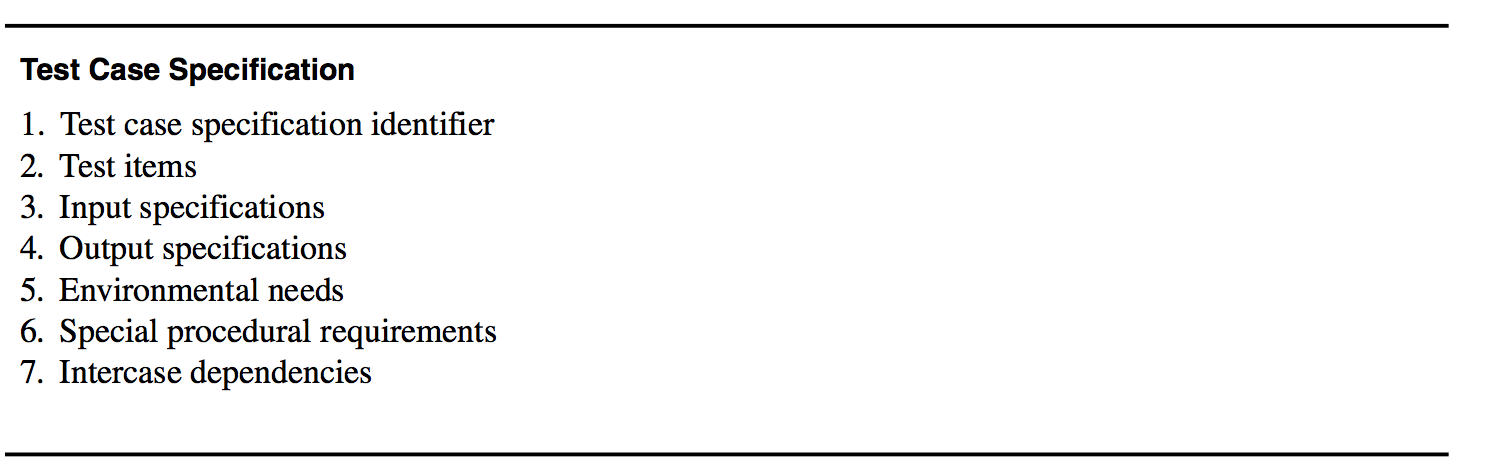 Test Case Specification
1. Test case specification identifier
2. Test items
3. Input specifications
4. Output specifications
5. Environmental needs
6. Special procedural requirements
7. Intercase dependencies